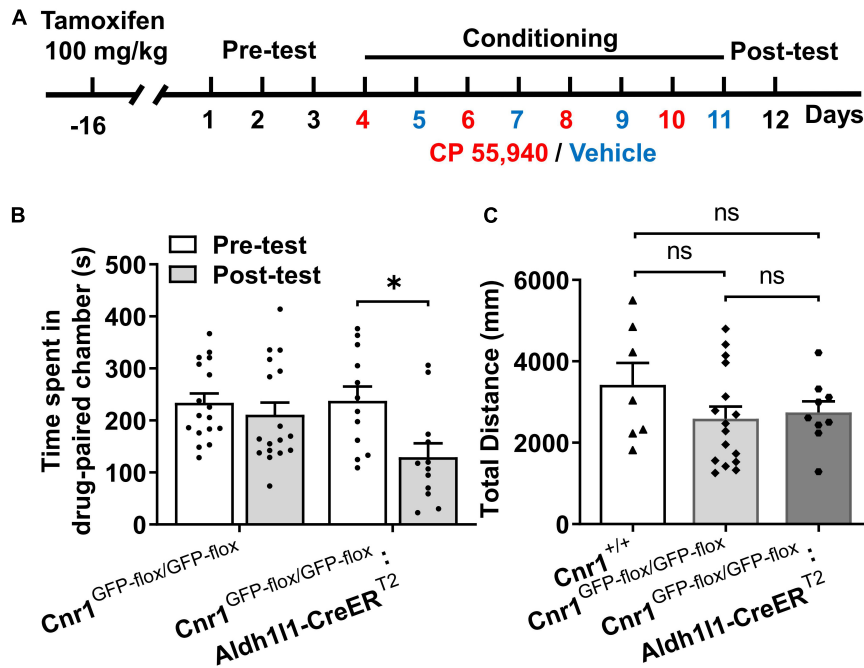 A
Tamoxifen
100 mg/kg
Pre-test
Conditioning
Post-test
-16
1 2 3 4 5 6 7 8 9 10 11 12 Days
CP 55,940 / Vehicle
B
Pre-test
Post-test
Time spent in
drug-paired chamber (s)
500
400
300
200
100
0
*
Cnr1GFP-flox/GFP-flox
Cnr1GFP-flox/GFP-flox :
Aldh1l1-CreERT2
C
ns
ns
ns
Total Distance (mm)
6000
4000
2000
0
Cnr1+/+
Cnr1GFP-flox/GFP-flox
Cnr1GFP-flox/GFP-flox :
Aldh1l1-CreERT2